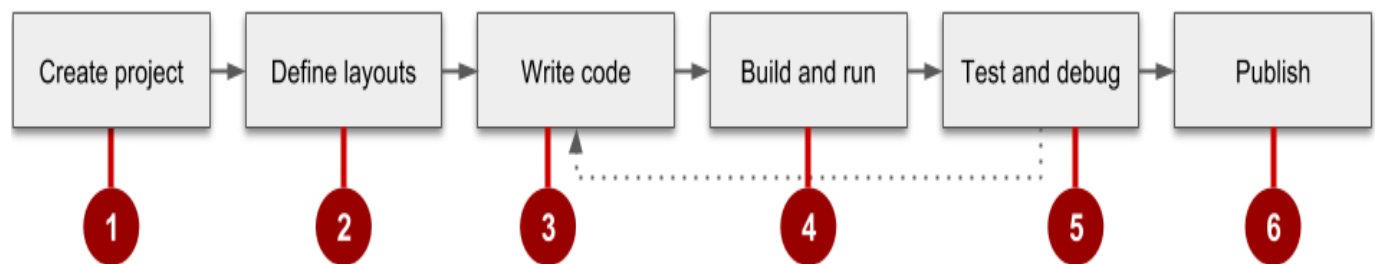 Create project
Define layouts
Write code
Build and run
Test and debug
Publish
1
2
3
4
5
6